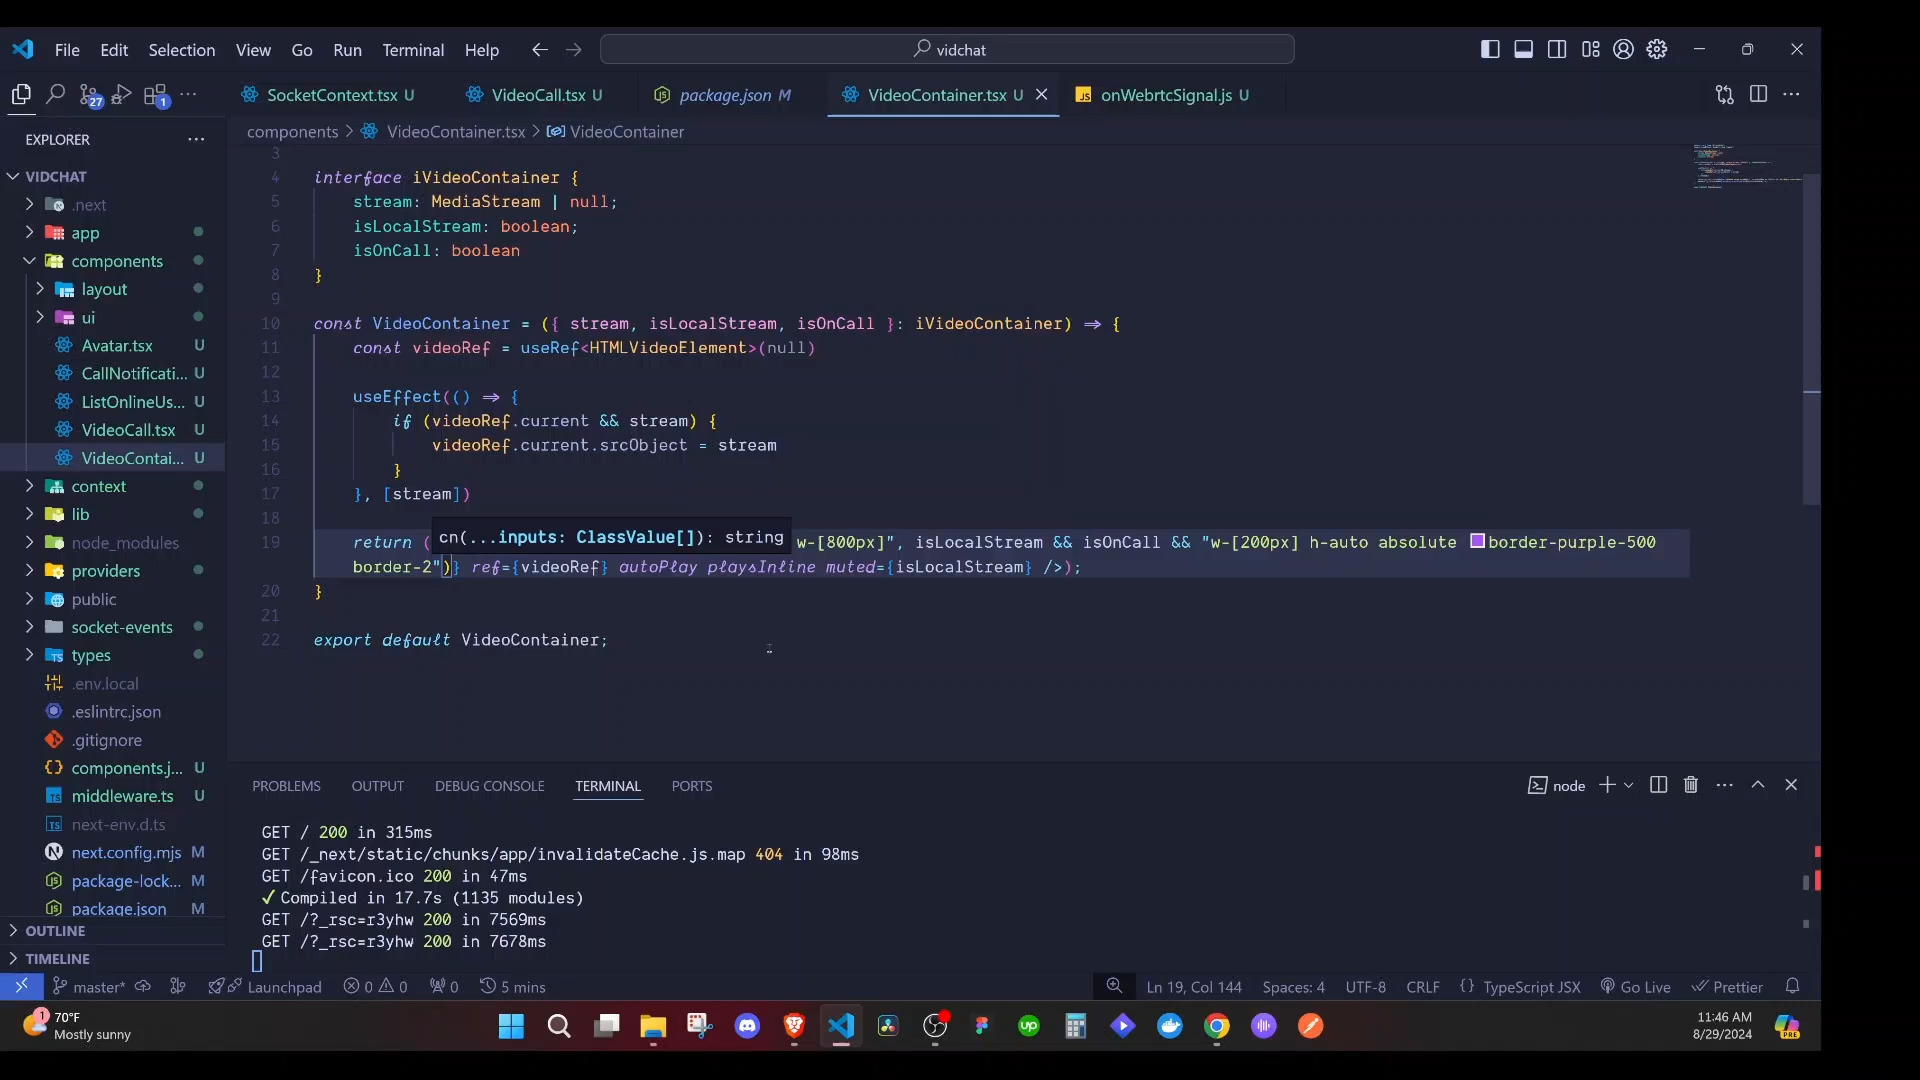 File Edit Selection View Go Run Terminal Help
vidchat
27
1
SocketContext.tsx U
VideoCall.tsx U
package.json M
VideoContainer.tsx U
JS onWebrtcSignal.js U
EXPLORER
components > VideoContainer.tsx > VideoContainer
VIDCHAT
.next
app
components
layout
ui
Avatar.tsx U
CallNotificati... U
ListOnlineUs... U
VideoCall.tsx U
VideoContai... U
context
lib
node_modules
providers
public
socket-events
types
.env.local
.eslintrc.json
.gitignore
components.j... U
middleware.ts U
next-env.d.ts
next.config.mjs M
package-lock... M
package.json M
OUTLINE
TIMELINE
3
4 interface iVideoContainer {
5 stream: MediaStream | null;
6 isLocalStream: boolean;
7 isOnCall: boolean
8 }
9
10 const VideoContainer = ({ stream, isLocalStream, isOnCall }: iVideoContainer) => {
11 const videoRef = useRef<HTMLVideoElement>(null)
12
13 useEffect(() => {
14 if (videoRef.current && stream) {
15 videoRef.current.srcObject = stream
16 }
17 }, [stream])
18
cn(...inputs: ClassValue[]): string
19 return ( w-[800px]", isLocalStream && isOnCall && "w-[200px] h-auto absolute border-purple-500
border-2")} ref={videoRef} autoPlay playsInline muted={isLocalStream} />);
20 }
21
22 export default VideoContainer;
PROBLEMS OUTPUT DEBUG CONSOLE TERMINAL PORTS
node
GET / 200 in 315ms
GET /_next/static/chunks/app/invalidateCache.js.map 404 in 98ms
GET /favicon.ico 200 in 47ms
✓ Compiled in 17.7s (1135 modules)
GET /?_rsc=r3yhw 200 in 7569ms
GET /?_rsc=r3yhw 200 in 7678ms
master* Launchpad 0 0 0 5 mins
Ln 19, Col 144 Spaces: 4 UTF-8 CRLF {} TypeScript JSX Go Live Prettier
1
70°F
Mostly sunny
up
11:46 AM
8/29/2024
PRE